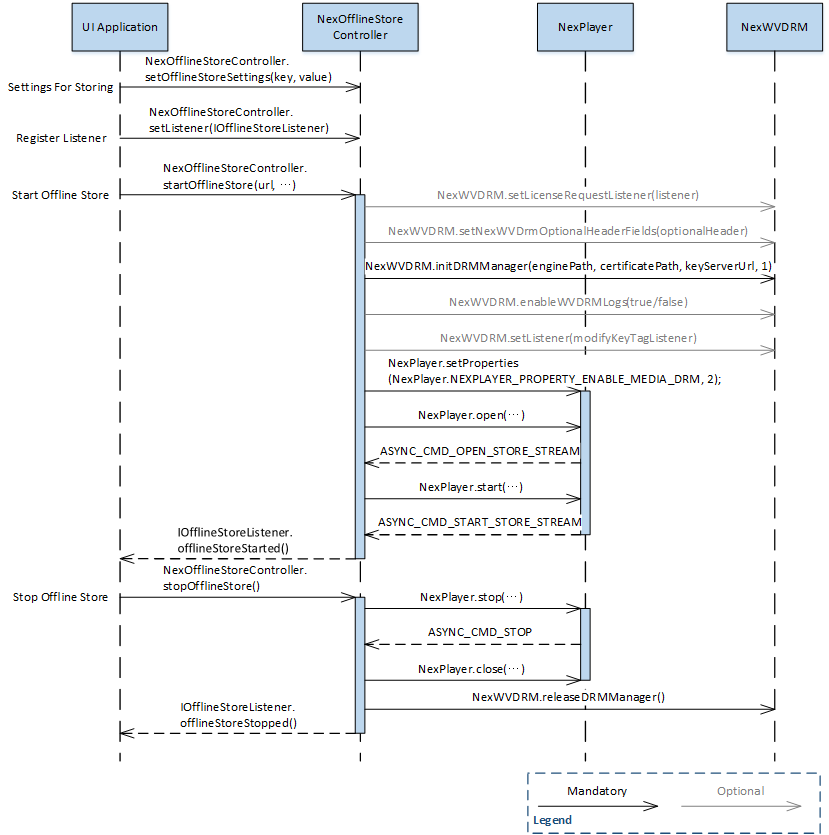 UI Application
NexOfflineStore
Controller
NexPlayer
NexWVDRM
NexOfflineStoreController.
setOfflineStoreSettings(key, value)
Settings For Storing
NexOfflineStoreController.
setListener(IOfflineStoreListener)
Register Listener
NexOfflineStoreController.
startOfflineStore(url, …)
Start Offline Store
NexWVDRM.setLicenseRequestListener(listener)
NexWVDRM.setNexWVDrmOptionalHeaderFields(optionalHeader)
NexWVDRM.initDRMManager(enginePath, certificatePath, keyServerUrl, 1)
NexWVDRM.enableWVDRMLogs(true/false)
NexWVDRM.setListener(modifyKeyTagListener)
NexPlayer.setProperties
(NexPlayer.NEXPLAYER_PROPERTY_ENABLE_MEDIA_DRM, 2);
NexPlayer.open(…)
ASYNC_CMD_OPEN_STORE_STREAM
NexPlayer.start(…)
ASYNC_CMD_START_STORE_STREAM
IOfflineStoreListener.
offlineStoreStarted()
NexOfflineStoreController.
stopOfflineStore()
Stop Offline Store
NexPlayer.stop(…)
ASYNC_CMD_STOP
NexPlayer.close(…)
NexWVDRM.releaseDRMManager()
IOfflineStoreListener.
offlineStoreStopped()
Mandatory
Optional
Legend